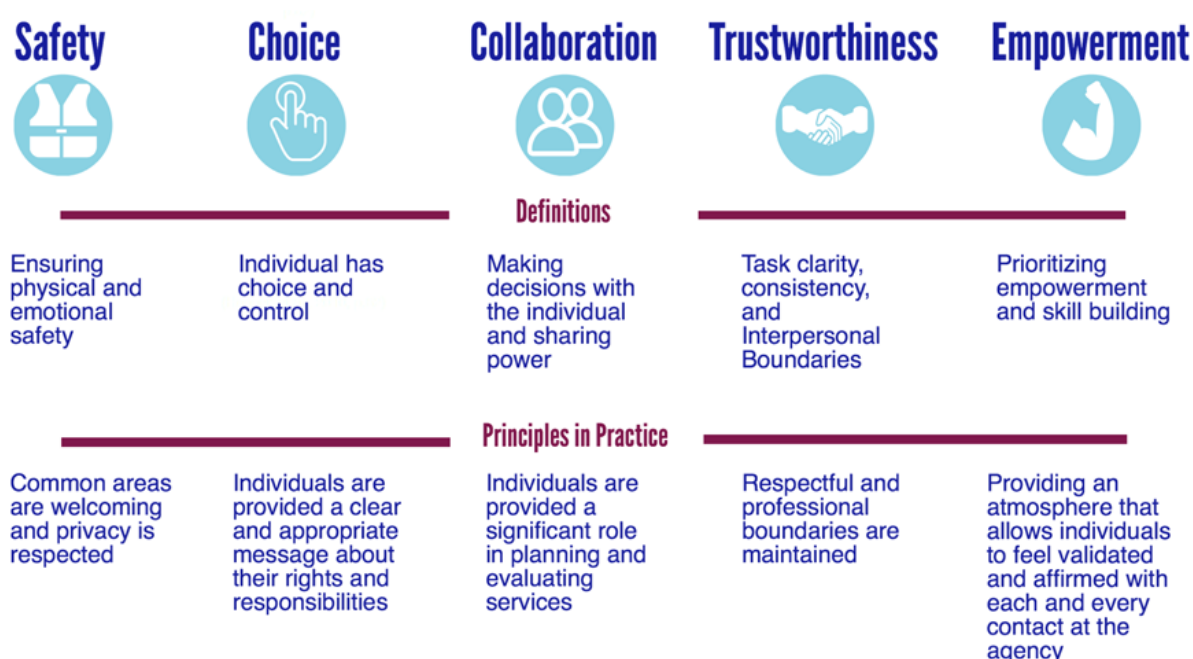 Safety
Choice
Collaboration
Trustworthiness
Empowerment
Definitions
Ensuring
physical and
emotional
safety
Individual has
choice and
control
Making
decisions with
the individual
and sharing
power
Task clarity,
consistency,
and
Interpersonal
Boundaries
Prioritizing
empowerment
and skill building
Principles in Practice
Common areas
are welcoming
and privacy is
respected
Individuals are
provided a clear
and appropriate
message about
their rights and
responsibilities
Individuals are
provided a
significant role
in planning and
evaluating
services
Respectful and
professional
boundaries are
maintained
Providing an
atmosphere that
allows individuals
to feel validated
and affirmed with
each and every
contact at the
agency